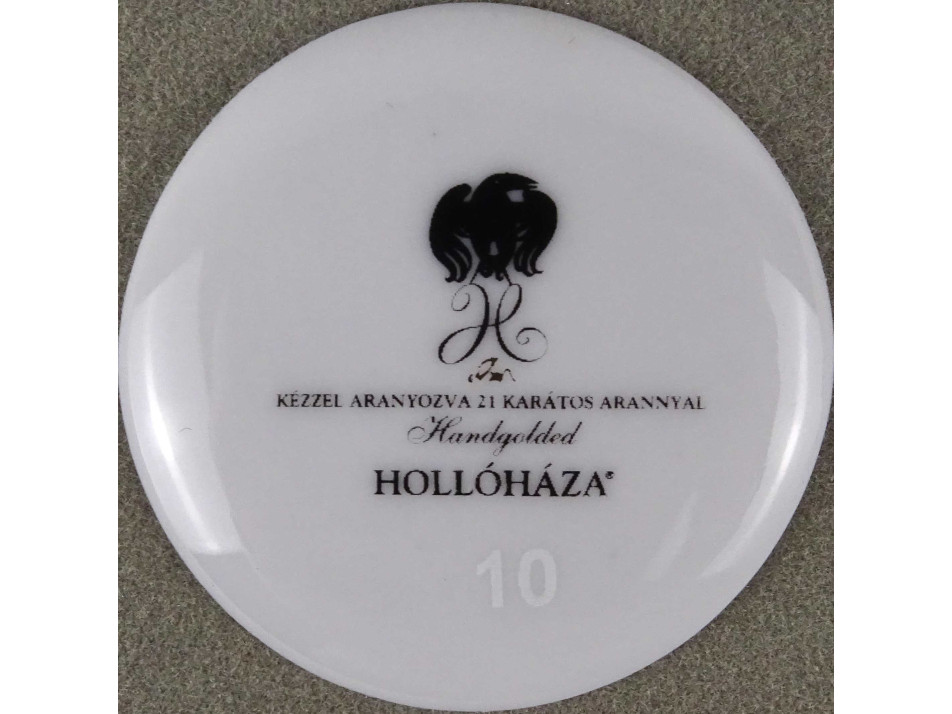 H
KÉZZEL ARANYOZVA 21 KARÁTOS ARANNYAL
Handgolded
HOLLÓHÁZA®
10